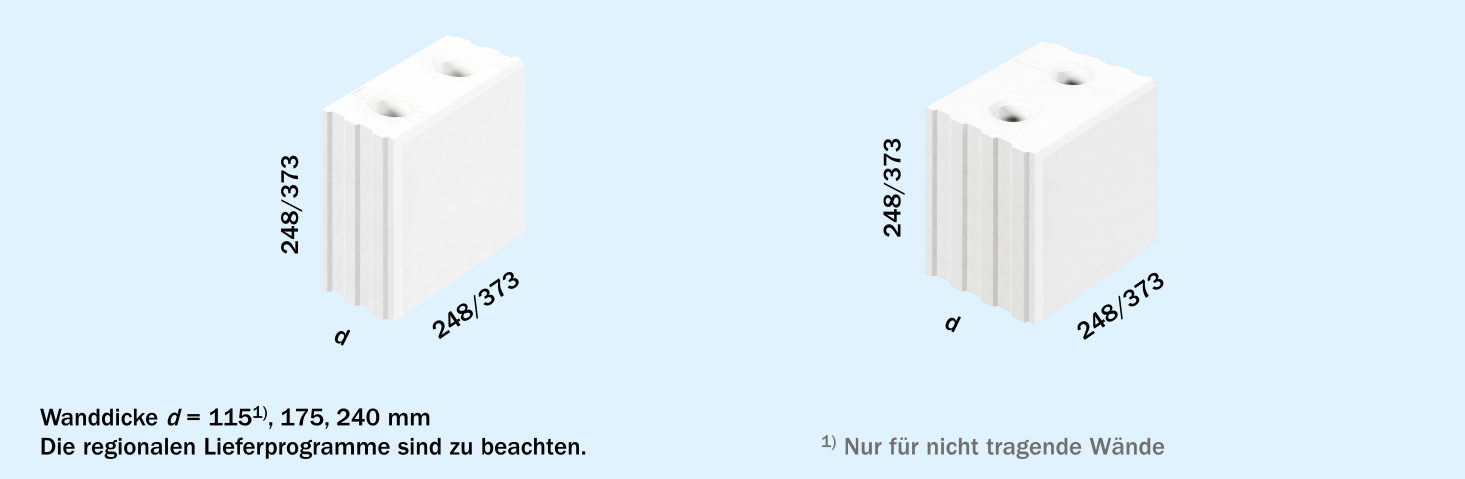 248/373
d
248/373
248/373
d
248/373
Wanddicke d = 115¹⁾, 175, 240 mm
Die regionalen Lieferprogramme sind zu beachten.
¹⁾ Nur für nicht tragende Wände